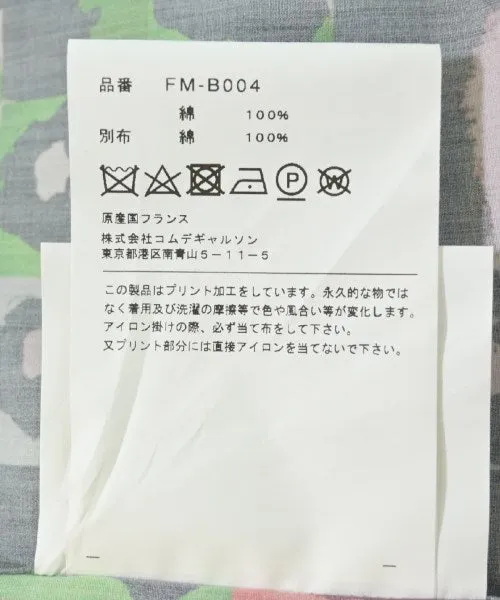 品番 FM-B004
綿 100%
別布 綿 100%
P W
原産国フランス
株式会社コムデギャルソン
東京都港区南青山5-11-5
この製品はプリント加工をしています。永久的な物では
なく着用及び洗濯の摩擦等で色や風合い等が変化します。
アイロン掛けの際、必ず当て布をして下さい。
又プリント部分には直接アイロンを当てないで下さい。